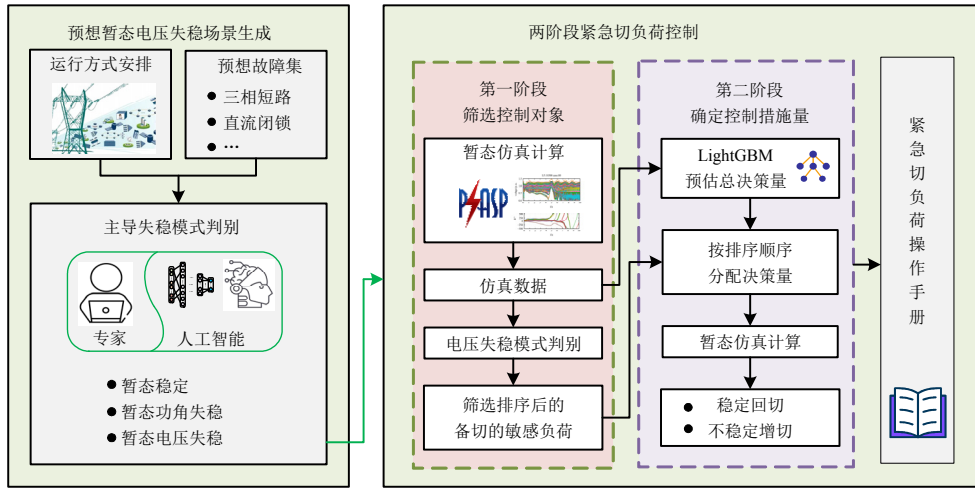 预想暂态电压失稳场景生成
运行方式安排
预想故障集
● 三相短路
● 直流闭锁
● …
主导失稳模式判别
专家
人工智能
● 暂态稳定
● 暂态功角失稳
● 暂态电压失稳
两阶段紧急切负荷控制
第一阶段
筛选控制对象
暂态仿真计算
PSASP
仿真数据
电压失稳模式判别
筛选排序后的
备切的敏感负荷
第二阶段
确定控制措施量
LightGBM
预估总决策量
按排序顺序
分配决策量
暂态仿真计算
● 稳定回切
● 不稳定增切
紧急切负荷操作手册